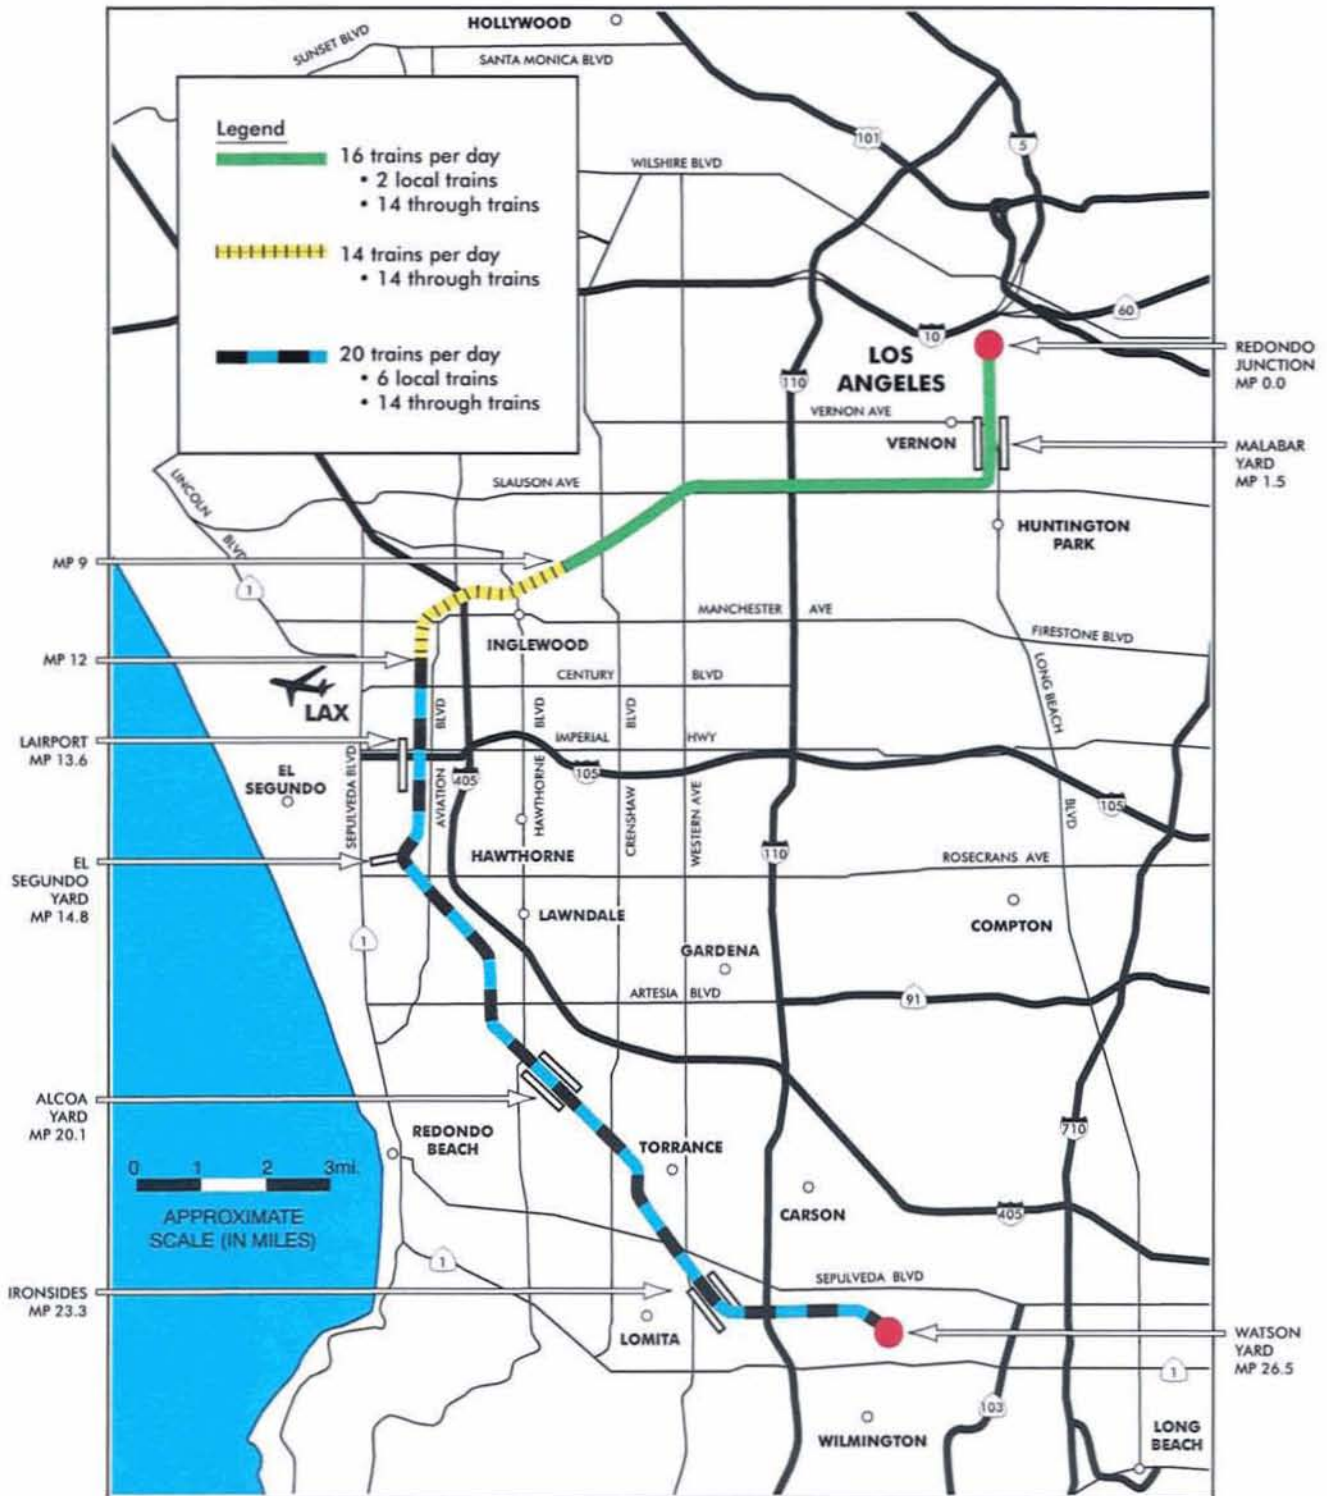 HOLLYWOOD
SUNSET BLVD
SANTA MONICA BLVD
Legend
16 trains per day
• 2 local trains
• 14 through trains
14 trains per day
• 14 through trains
20 trains per day
• 6 local trains
• 14 through trains
101
5
WILSHIRE BLVD
60
10
LOS
ANGELES
REDONDO
JUNCTION
MP 0.0
110
VERNON AVE
VERNON
MALABAR
YARD
MP 1.5
SLAUSON AVE
LINCOLN
BLVD
HUNTINGTON
PARK
MP 9
1
MANCHESTER AVE
FIRESTONE BLVD
INGLEWOOD
MP 12
CENTURY BLVD
LONG BEACH
BLVD
LAX
LAIRPORT
MP 13.6
IMPERIAL HWY
SEPULVEDA BLVD
AVIATION BLVD
HAWTHORNE BLVD
CRENSHAW BLVD
WESTERN AVE
EL
SEGUNDO
405
105
105
110
EL
SEGUNDO
YARD
MP 14.8
HAWTHORNE
ROSECRANS AVE
LAWNDALE
COMPTON
1
GARDENA
ARTESIA BLVD
91
ALCOA
YARD
MP 20.1
REDONDO
BEACH
TORRANCE
710
0 1 2 3mi.
APPROXIMATE
SCALE (IN MILES)
CARSON
405
1
SEPULVEDA BLVD
IRONSIDES
MP 23.3
LOMITA
WATSON
YARD
MP 26.5
1
103
WILMINGTON
LONG
BEACH